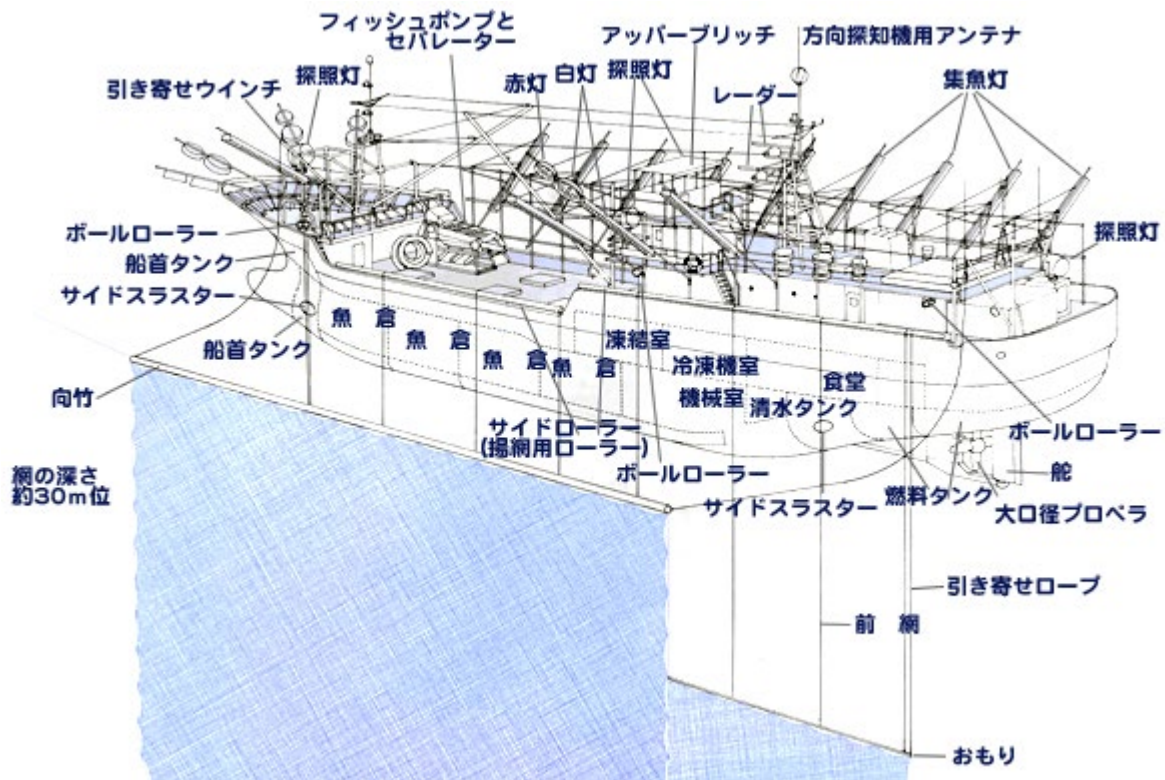 フィッシュポンプと
セパレーター
アッパーブリッチ
方向探知機用アンテナ
引き寄せウインチ
探照灯
赤灯
白灯
探照灯
レーダー
集魚灯
ボールローラー
船首タンク
サイドスラスター
船首タンク
探照灯
魚倉
魚倉
魚倉
魚倉
凍結室
冷凍機室
機械室
食堂
清水タンク
向竹
サイドローラー
(揚網用ローラー)
ボールローラー
ボールローラー
網の深さ
約30m位
サイドスラスター
燃料タンク
舵
大口径プロペラ
引き寄せロープ
前網
おもり